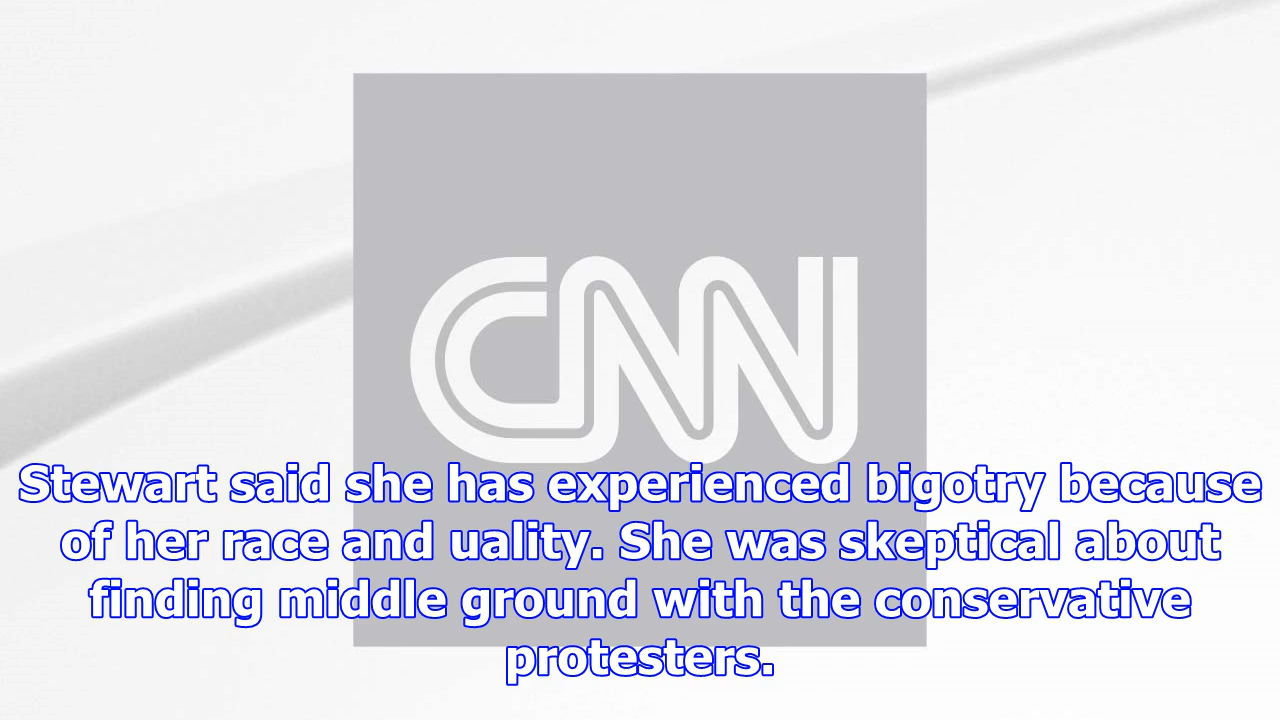 CNN
Stewart said she has experienced bigotry because
of her race and uality. She was skeptical about
finding middle ground with the conservative
protesters.